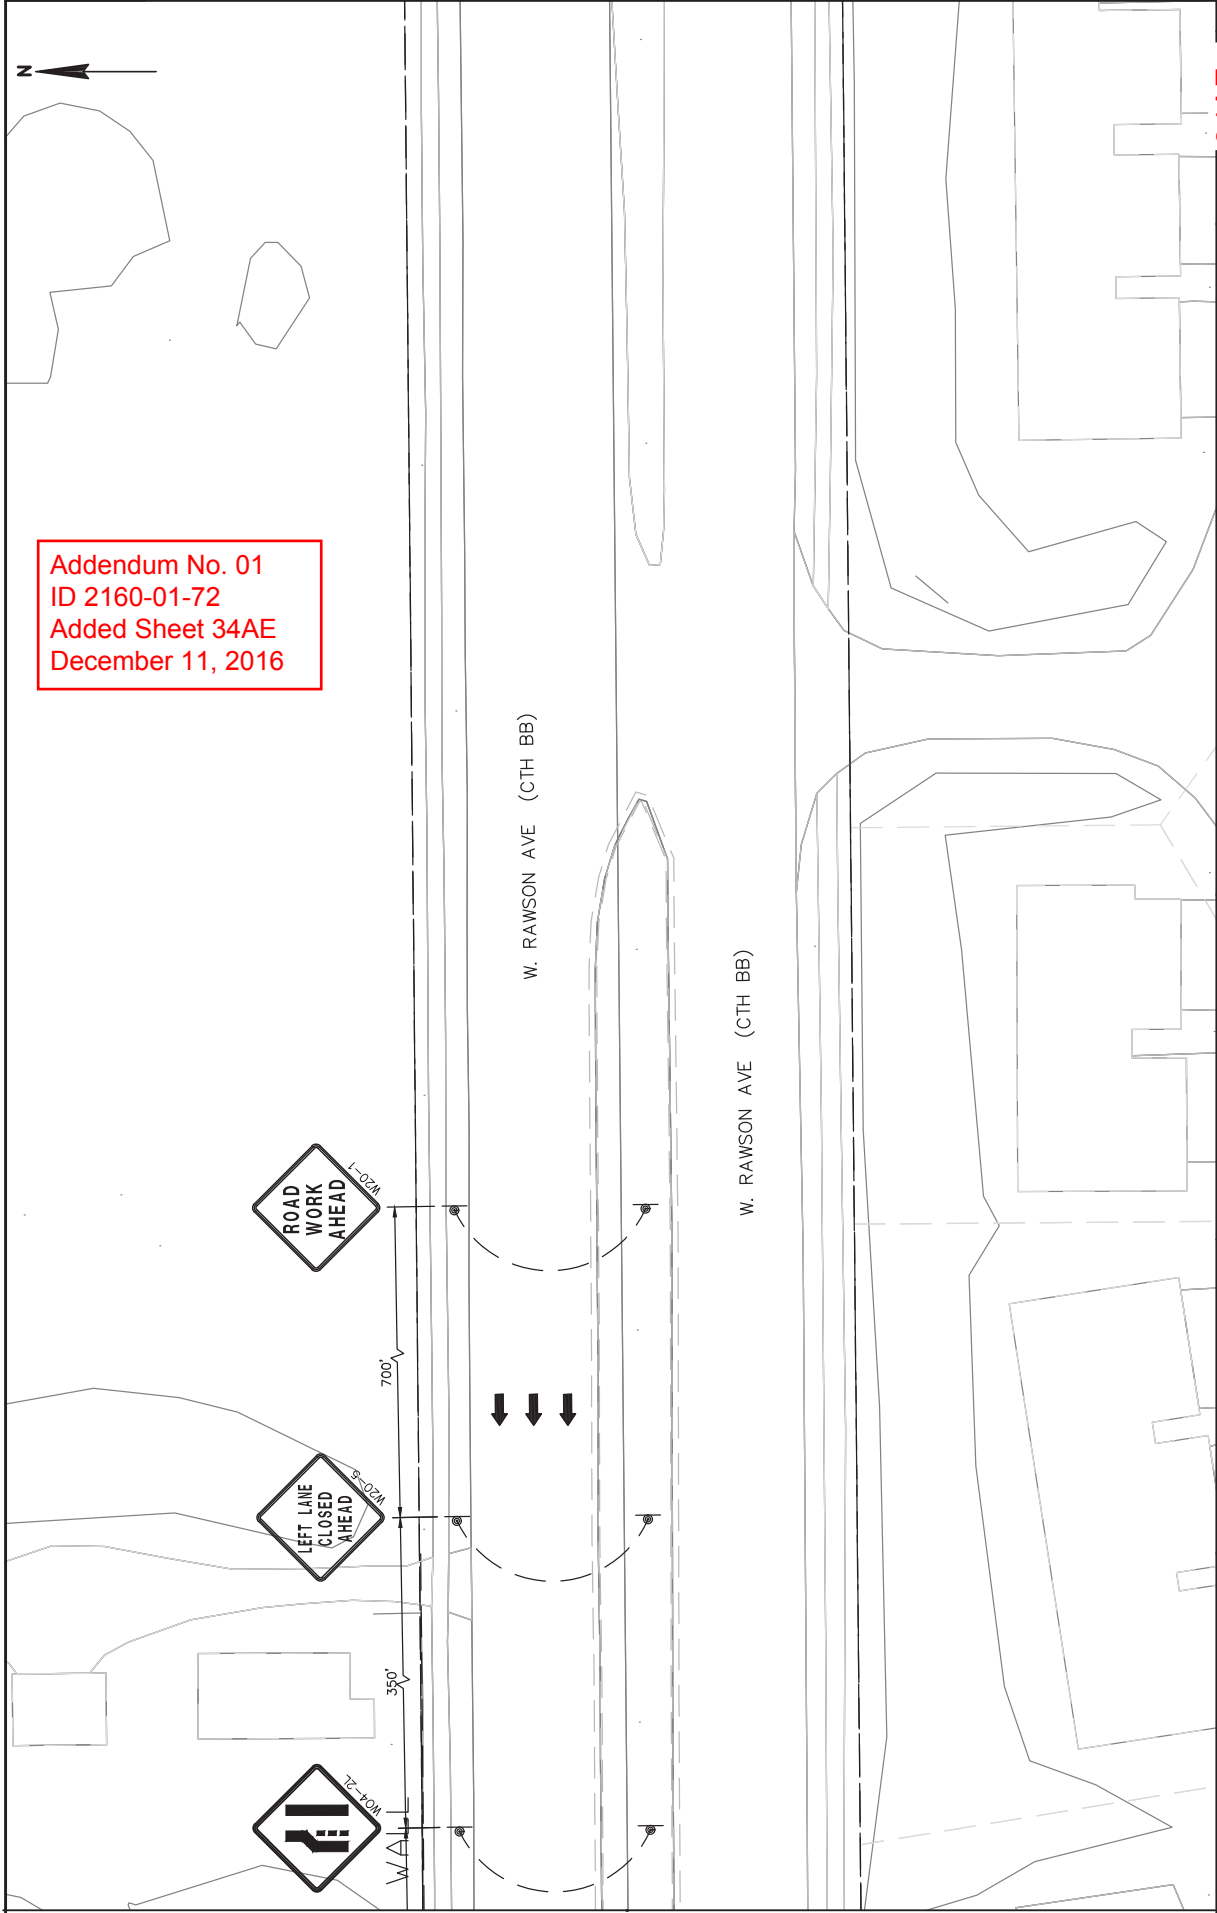 N
Addendum No. 01
ID 2160-01-72
Added Sheet 34AE
December 11, 2016
W. RAWSON AVE (CTH BB)
W. RAWSON AVE (CTH BB)
ROAD
WORK
AHEAD
W20-1
700'
LEFT LANE
CLOSED
AHEAD
W20-5
350'
W04-2L